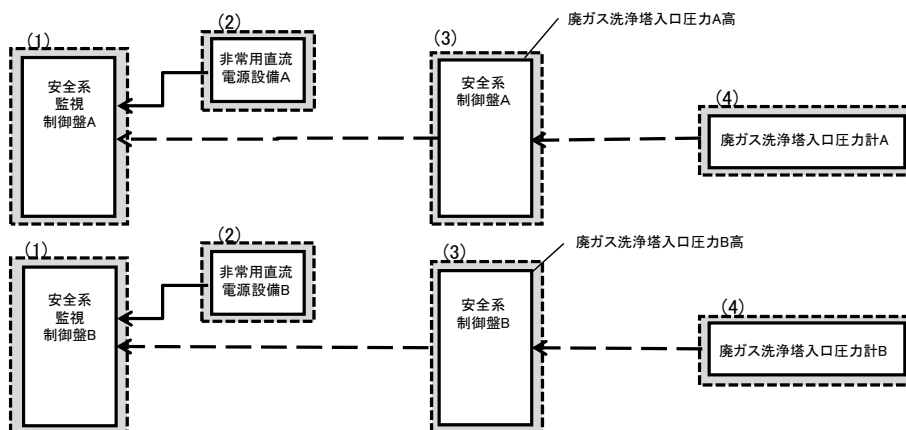 (1)
安全系
監視
制御盤A
(2)
非常用直流
電源設備A
(3)
安全系
制御盤A
廃ガス洗浄塔入口圧力A高
(4)
廃ガス洗浄塔入口圧力計A
(1)
安全系
監視
制御盤B
(2)
非常用直流
電源設備B
(3)
安全系
制御盤B
廃ガス洗浄塔入口圧力B高
(4)
廃ガス洗浄塔入口圧力計B